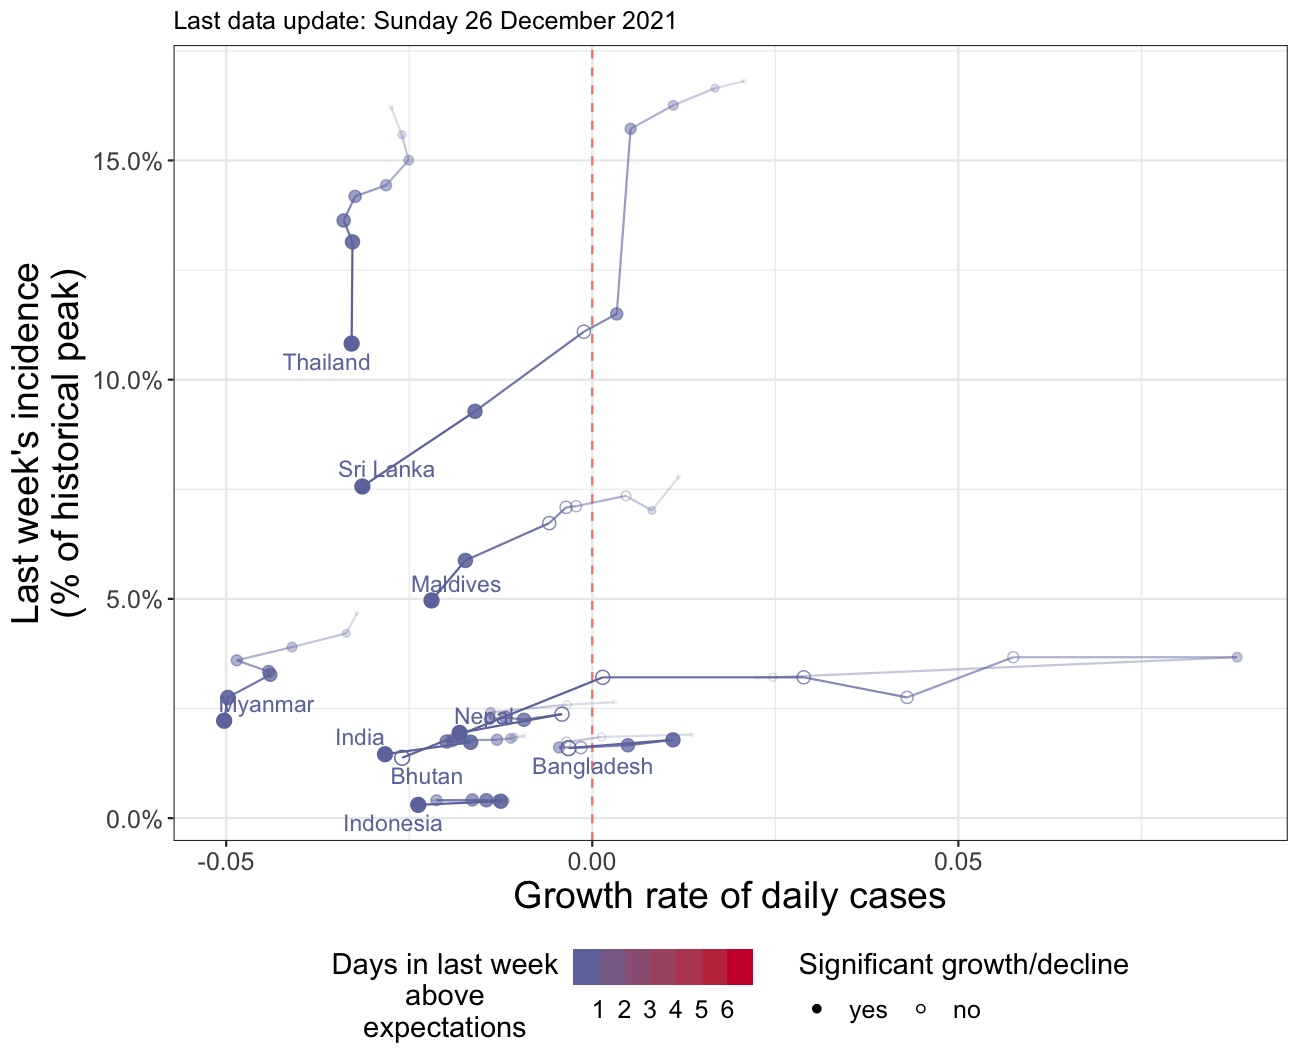 Last data update: Sunday 26 December 2021
Last week's incidence
(% of historical peak)
15.0%
10.0%
5.0%
0.0%
Thailand
Sri Lanka
Maldives
Myanmar
Nepal
India
Bhutan
Bangladesh
Indonesia
-0.05
0.00
0.05
Growth rate of daily cases
Days in last week
above
expectations
1 2 3 4 5 6
Significant growth/decline
yes no